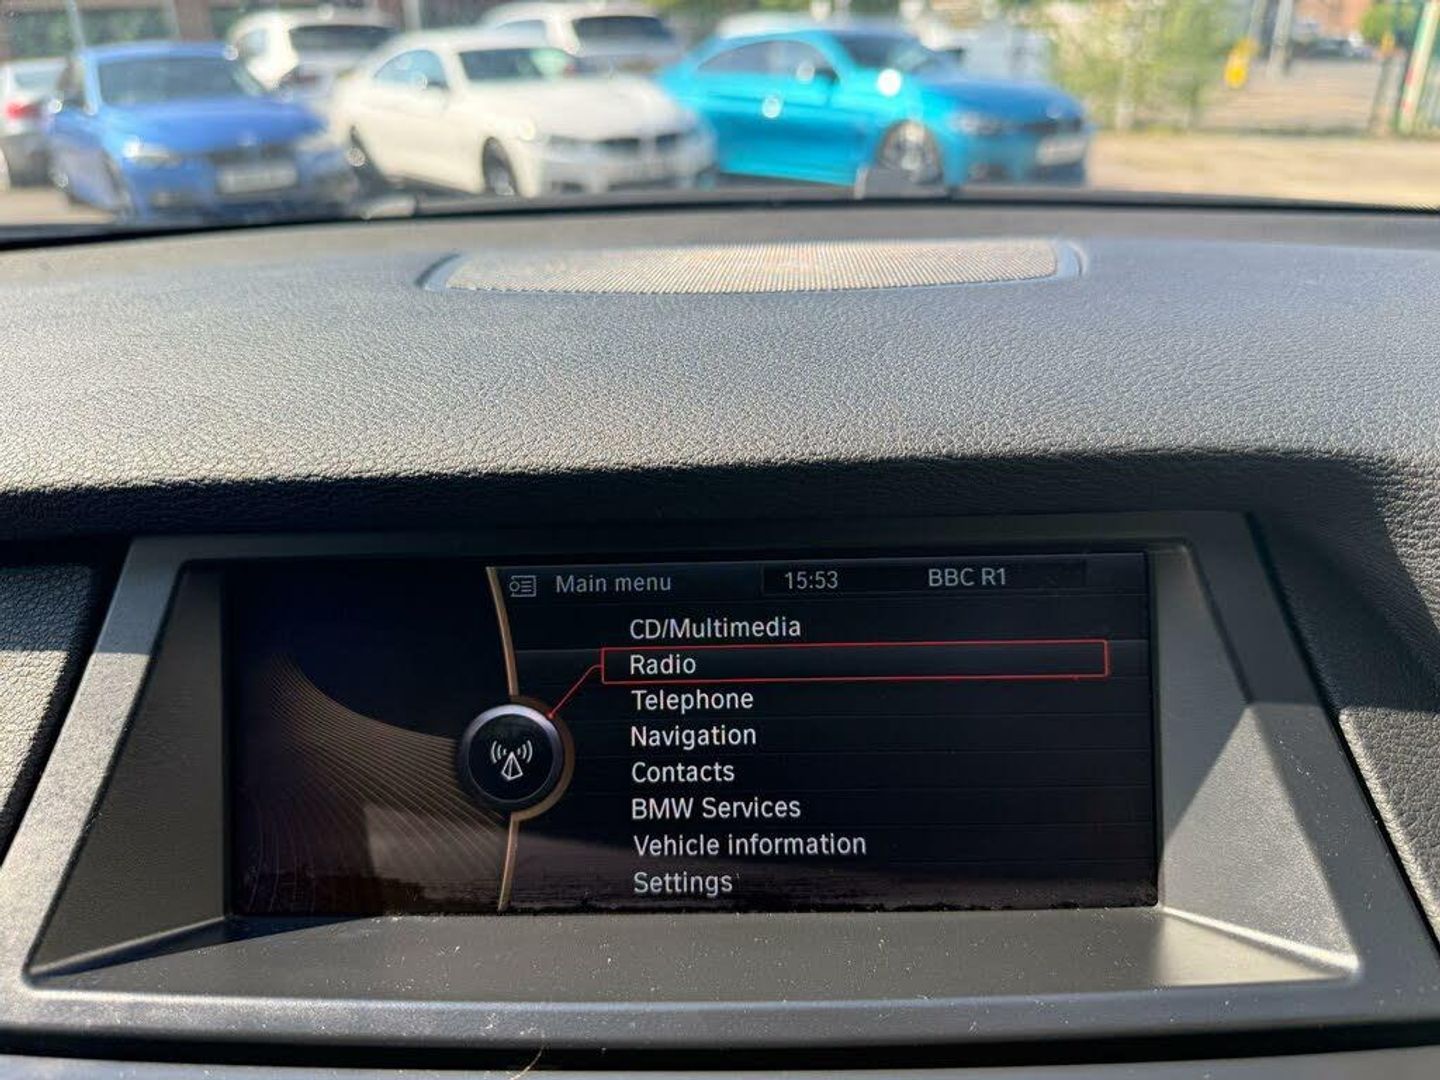 Main menu 15:53 BBC R1
CD/Multimedia
Radio
Telephone
Navigation
Contacts
BMW Services
Vehicle information
Settings